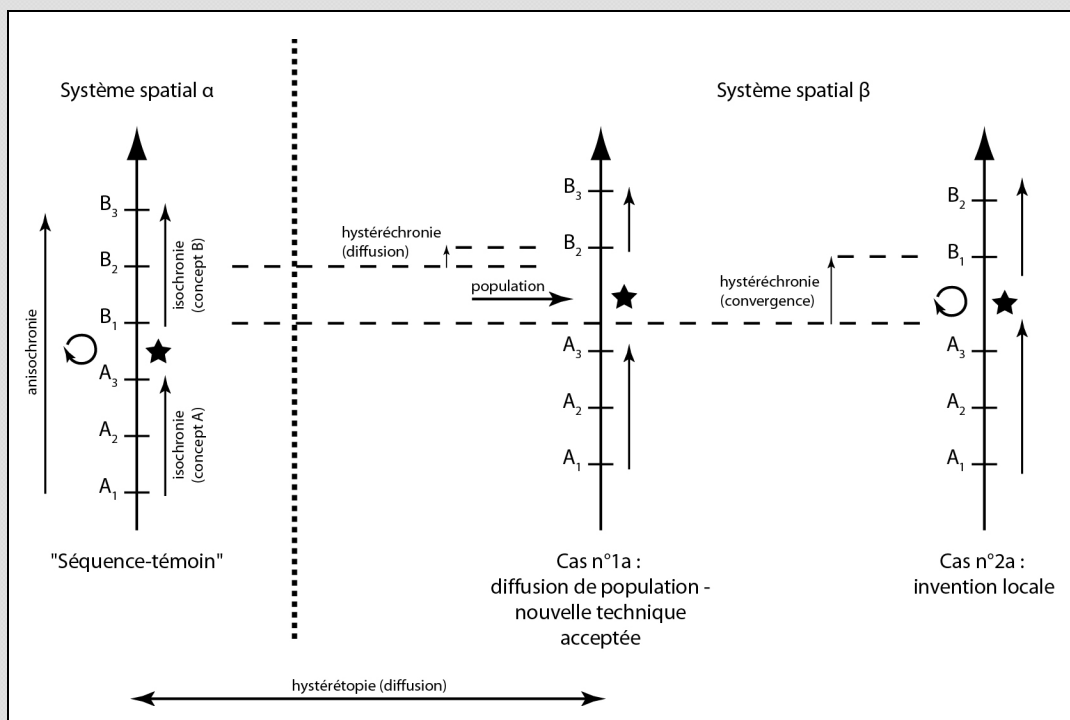 Système spatial α
Système spatial β
B3
B2
B1
A3
A2
A1
anisochronie
isochronie
(concept B)
isochronie
(concept A)
"Séquence-témoin"
hystéréchronie
(diffusion)
population
B3
B2
A3
A2
A1
Cas n°1a :
diffusion de population -
nouvelle technique
acceptée
hystéréchronie
(convergence)
B2
B1
A3
A2
A1
Cas n°2a :
invention locale
hystérétopie (diffusion)